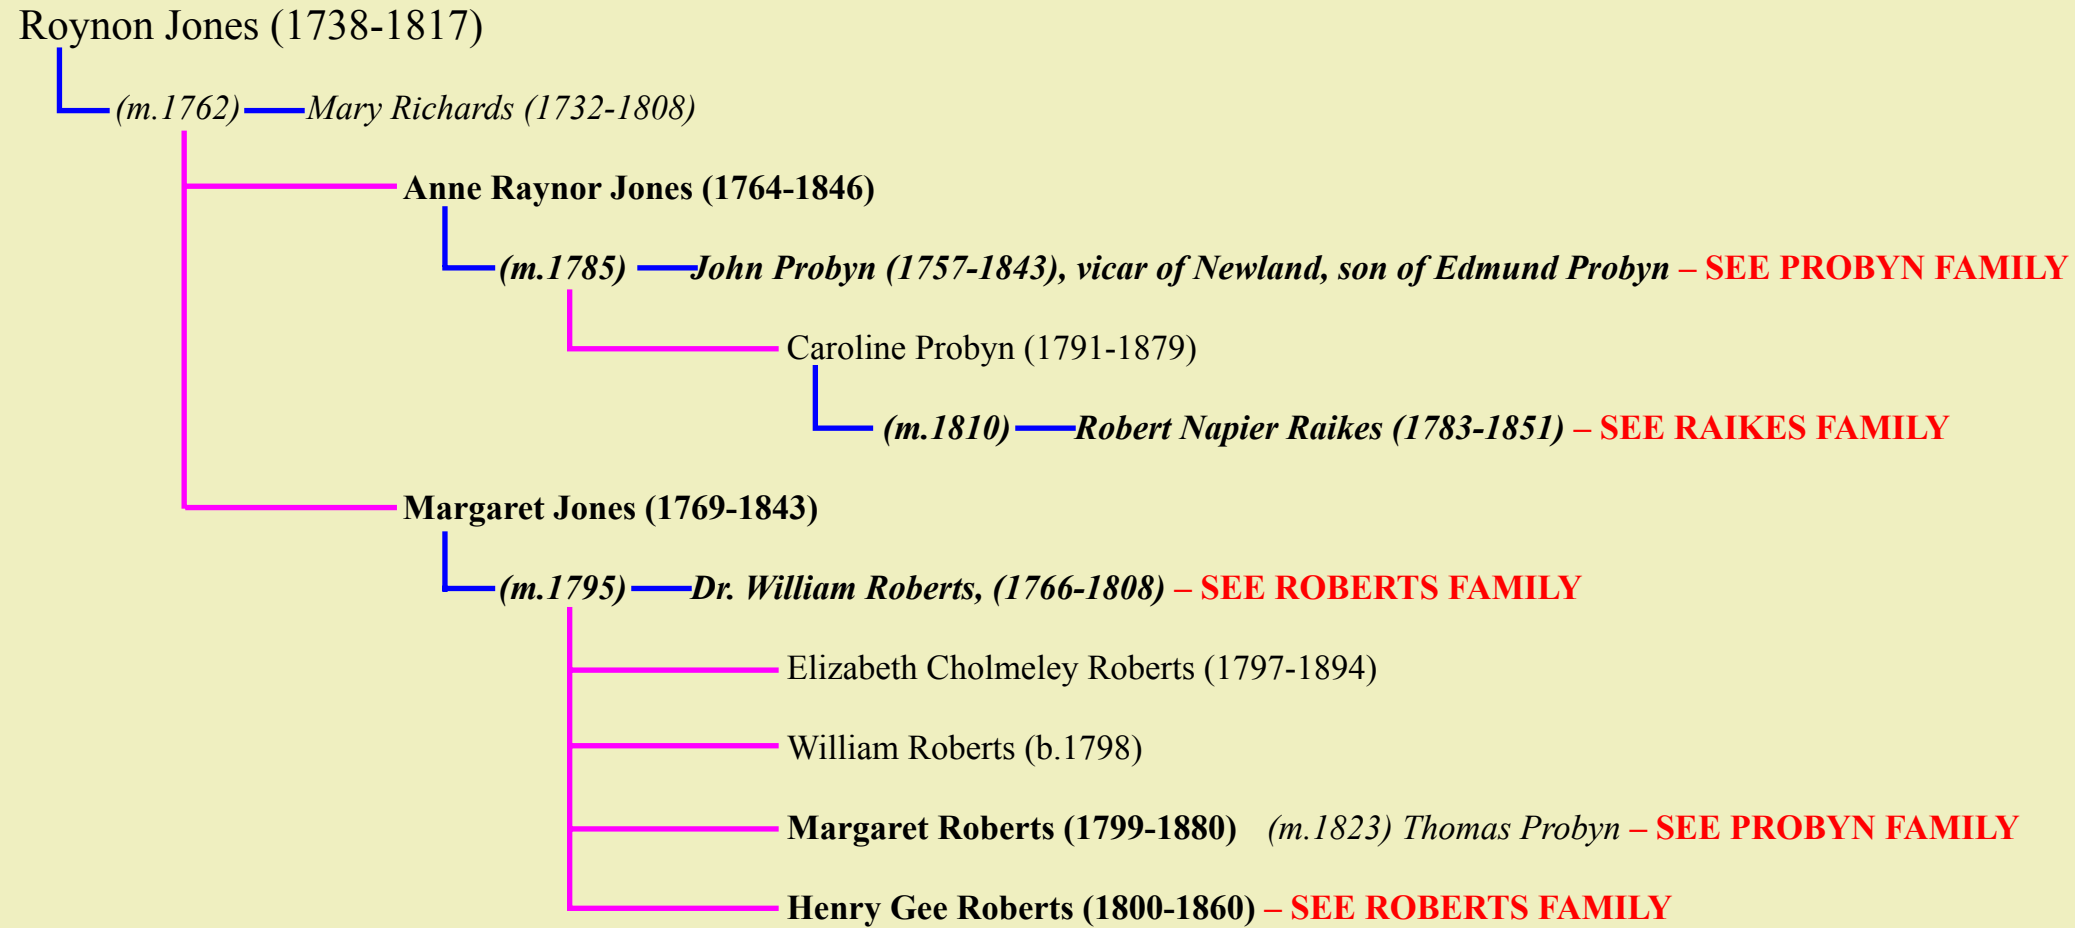 Roynon Jones (1738-1817)
(m.1762) Mary Richards (1732-1808)
Anne Raynor Jones (1764-1846)
(m.1785) John Probyn (1757-1843), vicar of Newland, son of Edmund Probyn – SEE PROBYN FAMILY
Caroline Probyn (1791-1879)
(m.1810) Robert Napier Raikes (1783-1851) – SEE RAIKES FAMILY
Margaret Jones (1769-1843)
(m.1795) Dr. William Roberts, (1766-1808) – SEE ROBERTS FAMILY
Elizabeth Cholmeley Roberts (1797-1894)
William Roberts (b.1798)
Margaret Roberts (1799-1880) (m.1823) Thomas Probyn – SEE PROBYN FAMILY
Henry Gee Roberts (1800-1860) – SEE ROBERTS FAMILY